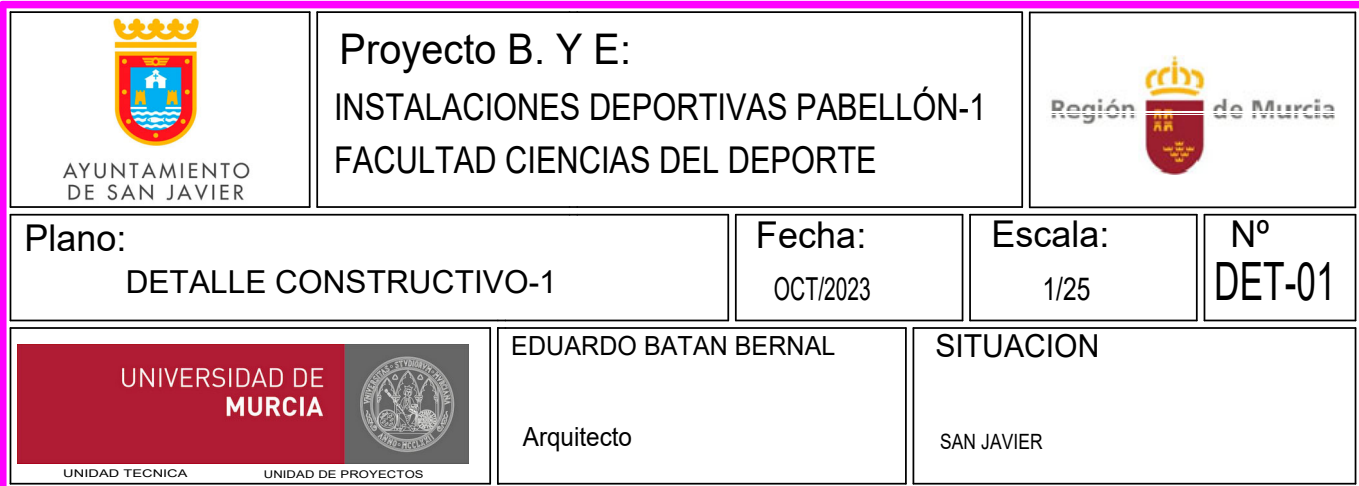 AYUNTAMIENTO
DE SAN JAVIER
Proyecto B. Y E:
INSTALACIONES DEPORTIVAS PABELLÓN-1
FACULTAD CIENCIAS DEL DEPORTE
Región de Murcia
Plano:
DETALLE CONSTRUCTIVO-1
Fecha:
OCT/2023
Escala:
1/25
Nº
DET-01
UNIVERSIDAD DE
MURCIA
UNIDAD TECNICA UNIDAD DE PROYECTOS
EDUARDO BATAN BERNAL
Arquitecto
SITUACION
SAN JAVIER